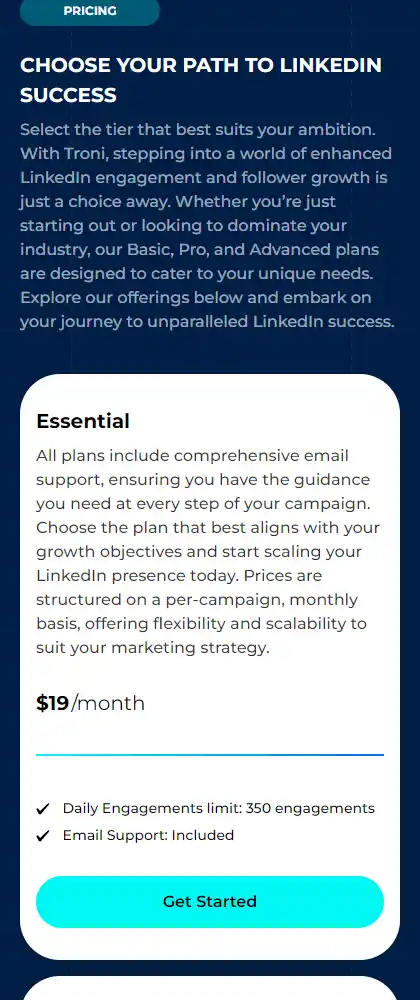 PRICING
CHOOSE YOUR PATH TO LINKEDIN
SUCCESS
Select the tier that best suits your ambition.
With Troni, stepping into a world of enhanced
LinkedIn engagement and follower growth is
just a choice away. Whether you’re just
starting out or looking to dominate your
industry, our Basic, Pro, and Advanced plans
are designed to cater to your unique needs.
Explore our offerings below and embark on
your journey to unparalleled LinkedIn success.
Essential
All plans include comprehensive email
support, ensuring you have the guidance
you need at every step of your campaign.
Choose the plan that best aligns with your
growth objectives and start scaling your
LinkedIn presence today. Prices are
structured on a per-campaign, monthly
basis, offering flexibility and scalability to
suit your marketing strategy.
$19/month
Daily Engagements limit: 350 engagements
Email Support: Included
Get Started